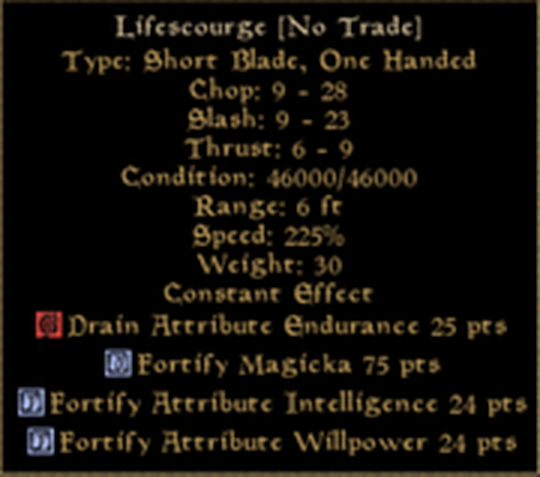 Lifescourge [No Trade]
Type: Short Blade, One Handed
Chop: 9 - 28
Slash: 9 - 23
Thrust: 6 - 9
Condition: 46000/46000
Range: 6 ft
Speed: 225%
Weight: 30
Constant Effect
Drain Attribute Endurance 25 pts
Fortify Magicka 75 pts
Fortify Attribute Intelligence 24 pts
Fortify Attribute Willpower 24 pts